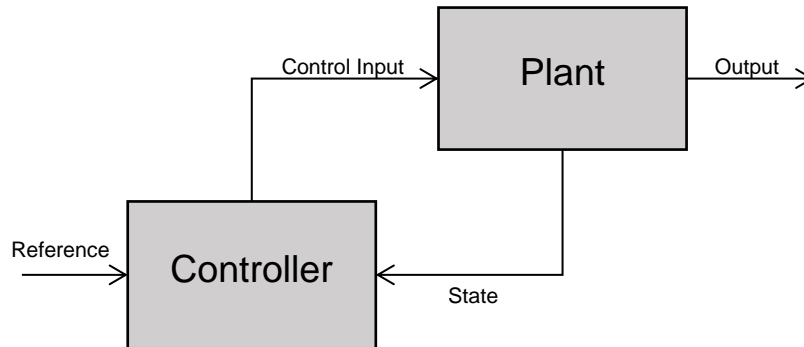 Control Input
Plant
Output
Reference
Controller
State